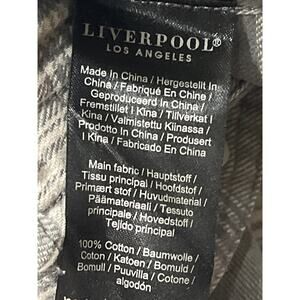 LIVERPOOL®
LOS ANGELES
Made In China / Hergestellt In
China / Fabriqué En China /
Geproduceerd In China /
Fremstillet I Kina / Tillverkat I
Kina / Valmistettu Kiinassa /
Prodotto In China / Produsert
I Kina / Fabricado En China
Main fabric / Hauptstoff /
Tissu principal / Hoofdstof /
Primært stof / Huvudmaterial /
Päämateriaali / Tessuto
principale / Hovedstoff /
Tejido principal
100% Cotton / Baumwolle /
Coton / Katoen / Bomuld /
Bomull / Puuvilla / Cotone /
algodón